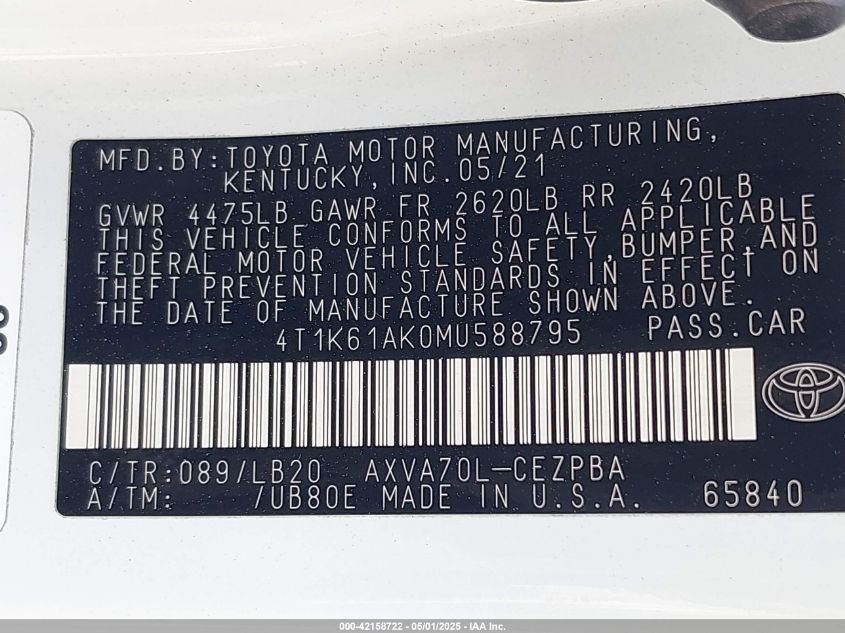 MFD.BY:TOYOTA MOTOR MANUFACTURING,
KENTUCKY,INC.05/21
GVWR 4475LB GAWR FR 2620LB RR 2420LB
THIS VEHICLE CONFORMS TO ALL APPLICABLE
FEDERAL MOTOR VEHICLE SAFETY,BUMPER,AND
THEFT PREVENTION STANDARDS IN EFFECT ON
THE DATE OF MANUFACTURE SHOWN ABOVE.
4T1K61AK0MU588795 PASS.CAR
C/TR:089/LB20 AXVA70L-CEZPBA
A/TM: /UB80E MADE IN U.S.A. 65840
000-42158722 - 05/01/2025 - IAA Inc.